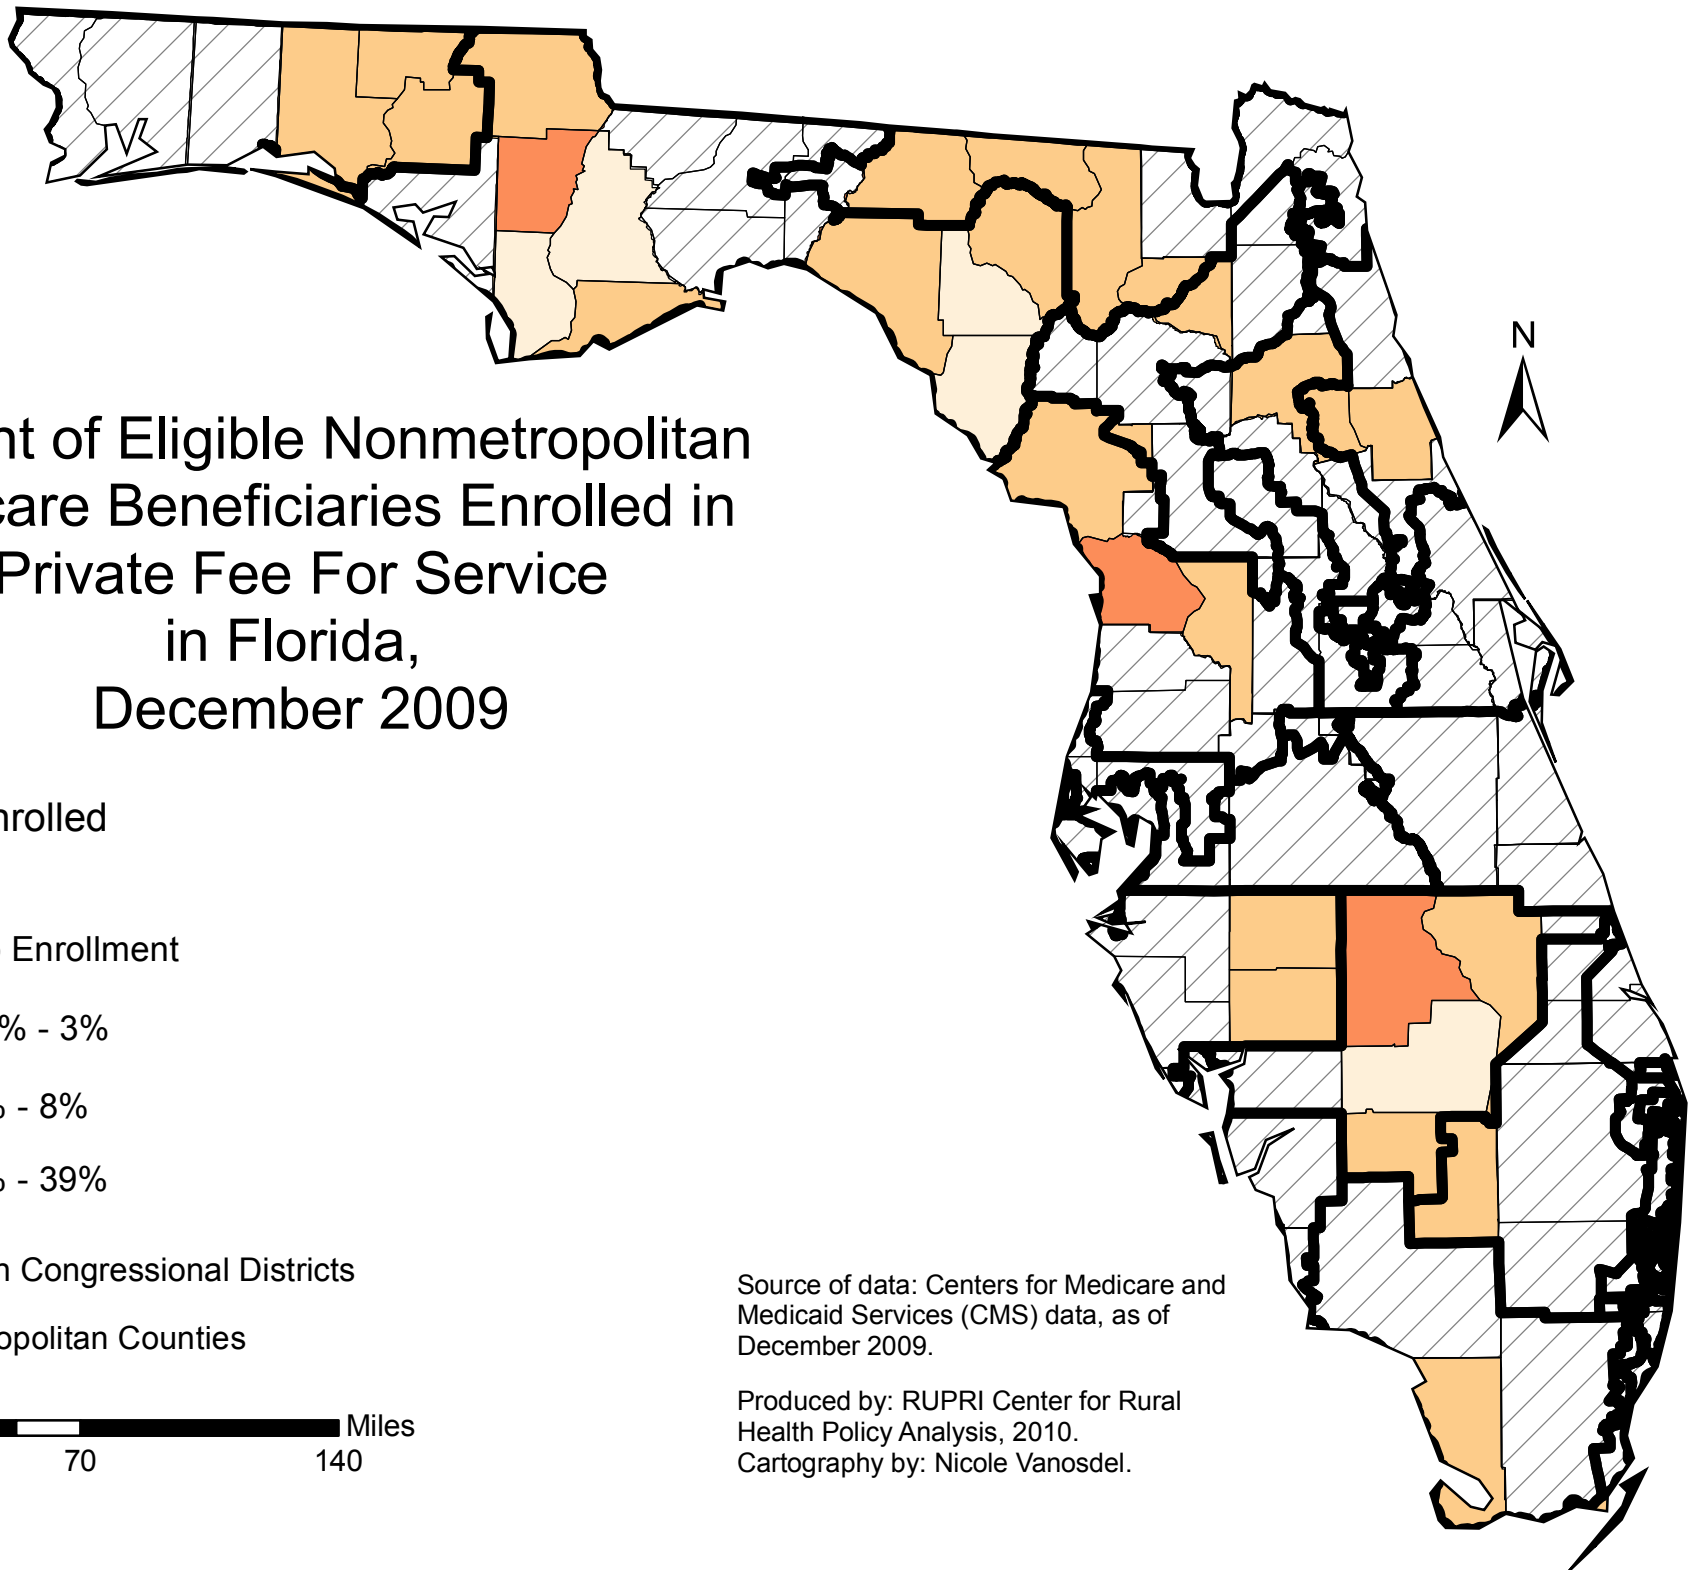 nt of Eligible Nonmetropolitan
care Beneficiaries Enrolled in
Private Fee For Service
in Florida,
December 2009
N
nrolled
Enrollment
% - 3%
% - 8%
% - 39%
n Congressional Districts
opolitan Counties
Miles
70 140
Source of data: Centers for Medicare and
Medicaid Services (CMS) data, as of
December 2009.
Produced by: RUPRI Center for Rural
Health Policy Analysis, 2010.
Cartography by: Nicole Vanosdel.